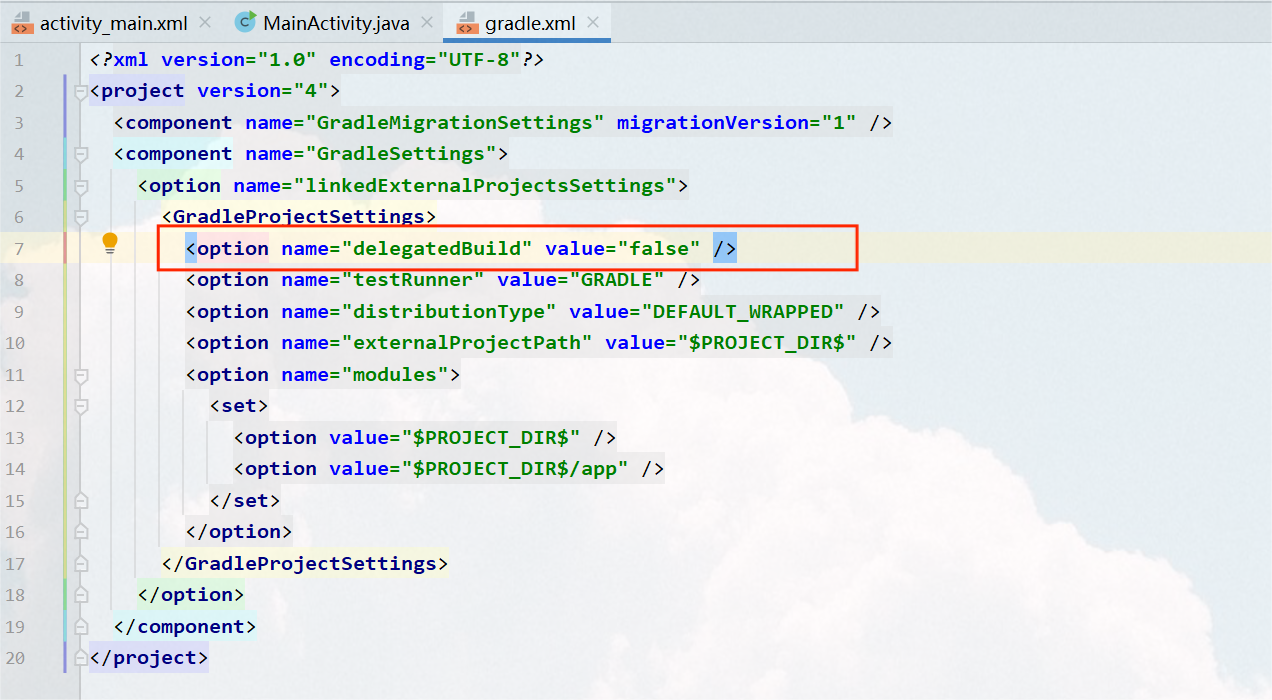 activity_main.xml MainActivity.java gradle.xml
1 <?xml version="1.0" encoding="UTF-8"?>
2 <project version="4">
3 <component name="GradleMigrationSettings" migrationVersion="1" />
4 <component name="GradleSettings">
5 <option name="linkedExternalProjectsSettings">
6 <GradleProjectSettings>
7 <option name="delegatedBuild" value="false" />
8 <option name="testRunner" value="GRADLE" />
9 <option name="distributionType" value="DEFAULT_WRAPPED" />
10 <option name="externalProjectPath" value="$PROJECT_DIR$" />
11 <option name="modules">
12 <set>
13 <option value="$PROJECT_DIR$" />
14 <option value="$PROJECT_DIR$/app" />
15 </set>
16 </option>
17 </GradleProjectSettings>
18 </option>
19 </component>
20 </project>